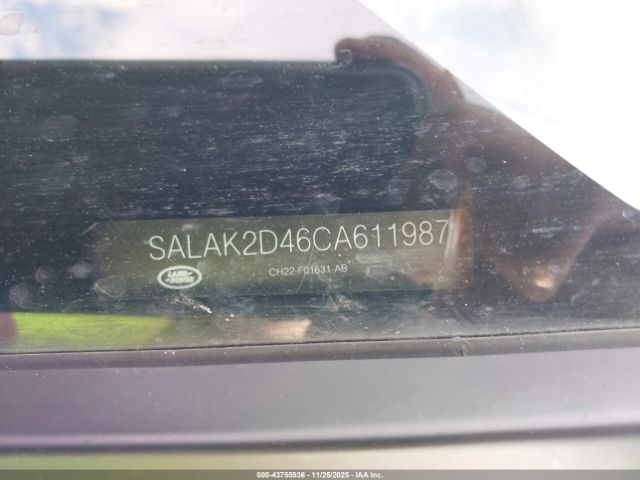 SALAK2D46CA611987
LAND-
ROVER
CH22-F01631-AB
000-43755936 - 11/25/2025 - IAA Inc.